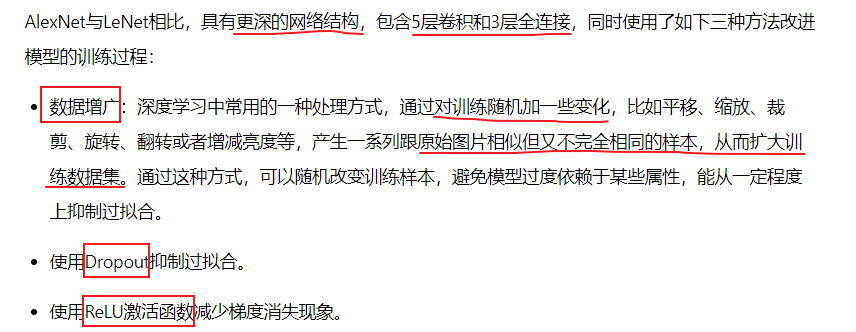 AlexNet与LeNet相比，具有更深的网络结构，包含5层卷积和3层全连接，同时使用了如下三种方法改进
模型的训练过程：
• 数据增广：深度学习中常用的一种处理方式，通过对训练随机加一些变化，比如平移、缩放、裁
剪、旋转、翻转或者增减亮度等，产生一系列跟原始图片相似但又不完全相同的样本，从而扩大训
练数据集。通过这种方式，可以随机改变训练样本，避免模型过度依赖于某些属性，能从一定程度
上抑制过拟合。
• 使用Dropout抑制过拟合。
• 使用ReLU激活函数减少梯度消失现象。